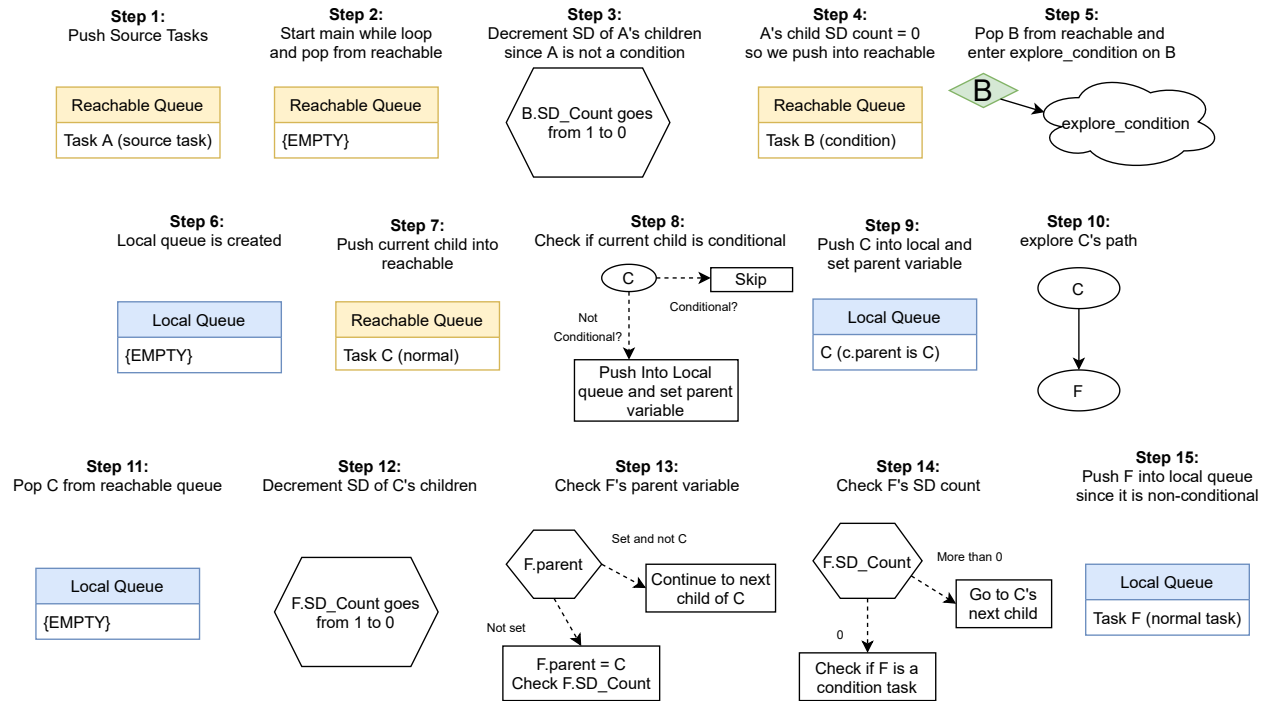 Step 1:
Push Source Tasks
Reachable Queue
Task A (source task)
Step 2:
Start main while loop
and pop from reachable
Reachable Queue
{EMPTY}
Step 3:
Decrement SD of A's children
since A is not a condition
B.SD_Count goes
from 1 to 0
Step 4:
A's child SD count = 0
so we push into reachable
Reachable Queue
Task B (condition)
Step 5:
Pop B from reachable and
enter explore_condition on B
B
explore_condition
Step 6:
Local queue is created
Local Queue
{EMPTY}
Step 7:
Push current child into
reachable
Reachable Queue
Task C (normal)
Step 8:
Check if current child is conditional
C
Skip
Conditional?
Not
Conditional?
Push Into Local
queue and set parent
variable
Step 9:
Push C into local and
set parent variable
Local Queue
C (c.parent is C)
Step 10:
explore C's path
C
F
Step 11:
Pop C from reachable queue
Local Queue
{EMPTY}
Step 12:
Decrement SD of C's children
F.SD_Count goes
from 1 to 0
Step 13:
Check F's parent variable
F.parent
Set and not C
Continue to next
child of C
Not set
F.parent = C
Check F.SD_Count
Step 14:
Check F's SD count
F.SD_Count
More than 0
Go to C's
next child
0
Check if F is a
condition task
Step 15:
Push F into local queue
since it is non-conditional
Local Queue
Task F (normal task)